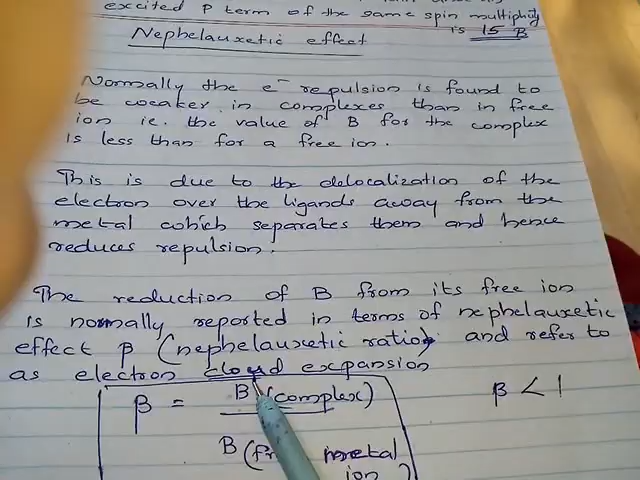 excited P term of the same spin multiplicity
is 15 B
Nephelauxetic effect
Normally the e⁻ repulsion is found to
be weaker in complexes than in free
ion ie. the value of B for the complex
is less than for a free ion.
This is due to the delocalization of the
electron over the ligands away from the
metal which separates them and hence
reduces repulsion.
The reduction of B from its free ion
is normally reported in terms of nephelauxetic
effect β (nephelauxetic ratio) and refer to
as electron cloud expansion
β = B (complex) β < 1
B ( metal
ion)